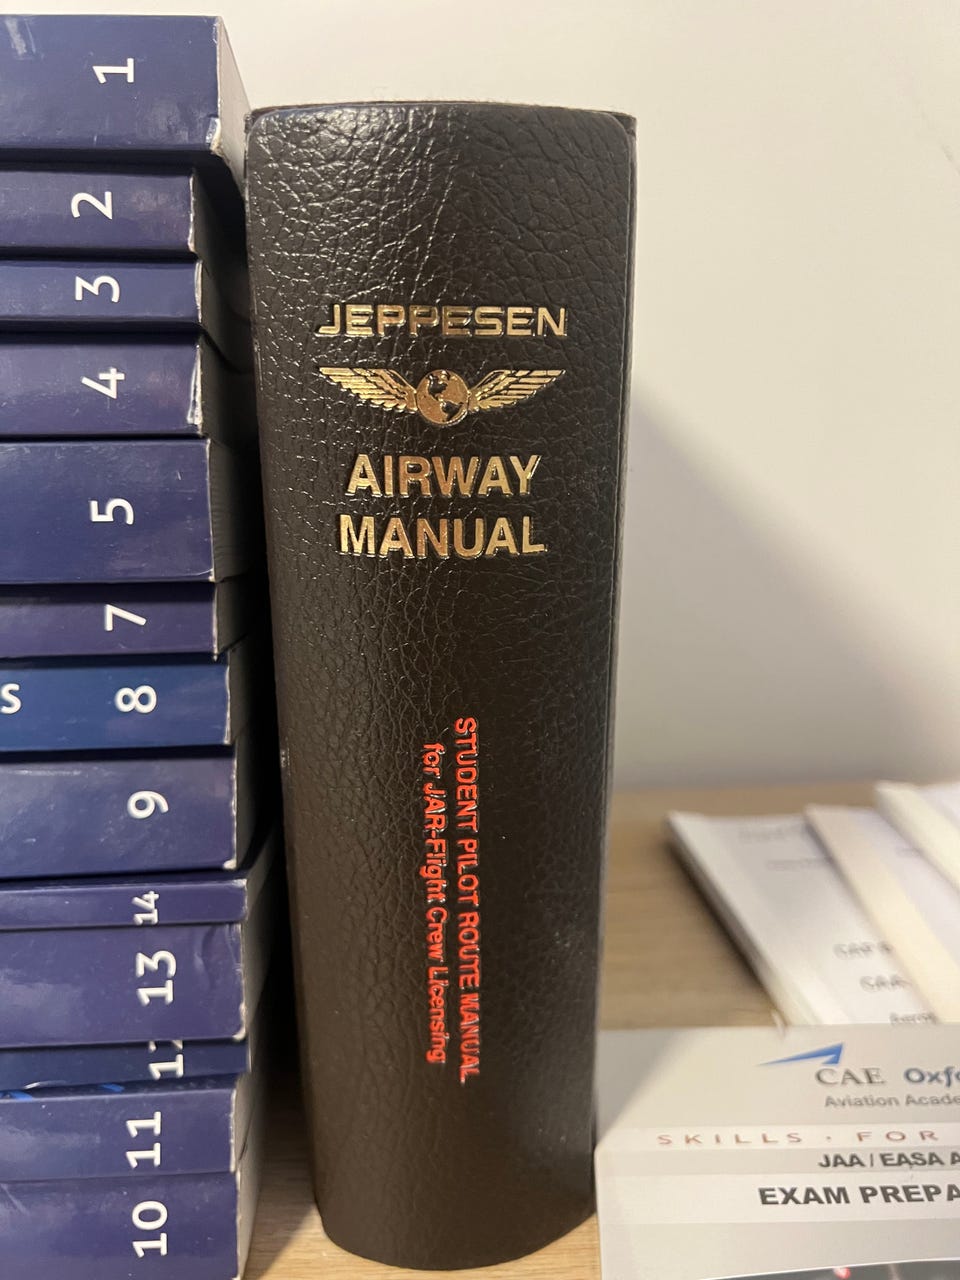 1
2
3
4
5
7
S 8
9
14
13
11
10
JEPPESEN
AIRWAY
MANUAL
STUDENT PILOT ROUTE MANUAL
for JAR-Flight Crew Licensing
CAE Oxfo
Aviation Acade
SKILLS · FOR
JAA / EASA A
EXAM PREPA